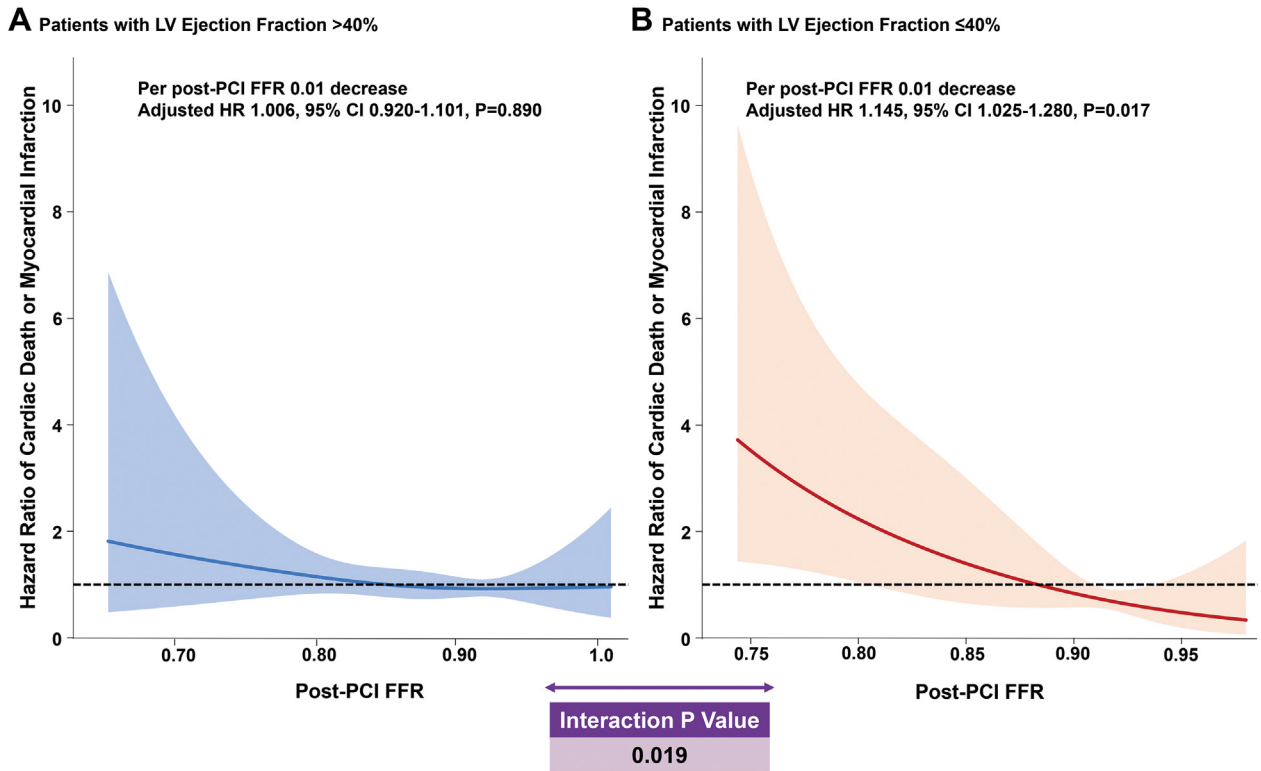 A Patients with LV Ejection Fraction >40%
Per post-PCI FFR 0.01 decrease
Adjusted HR 1.006, 95% CI 0.920-1.101, P=0.890
Hazard Ratio of Cardiac Death or Myocardial Infarction
10
8
6
4
2
0
0.70 0.80 0.90 1.0
Post-PCI FFR
B Patients with LV Ejection Fraction ≤40%
Per post-PCI FFR 0.01 decrease
Adjusted HR 1.145, 95% CI 1.025-1.280, P=0.017
Hazard Ratio of Cardiac Death or Myocardial Infarction
10
8
6
4
2
0
0.75 0.80 0.85 0.90 0.95
Post-PCI FFR
Interaction P Value
0.019